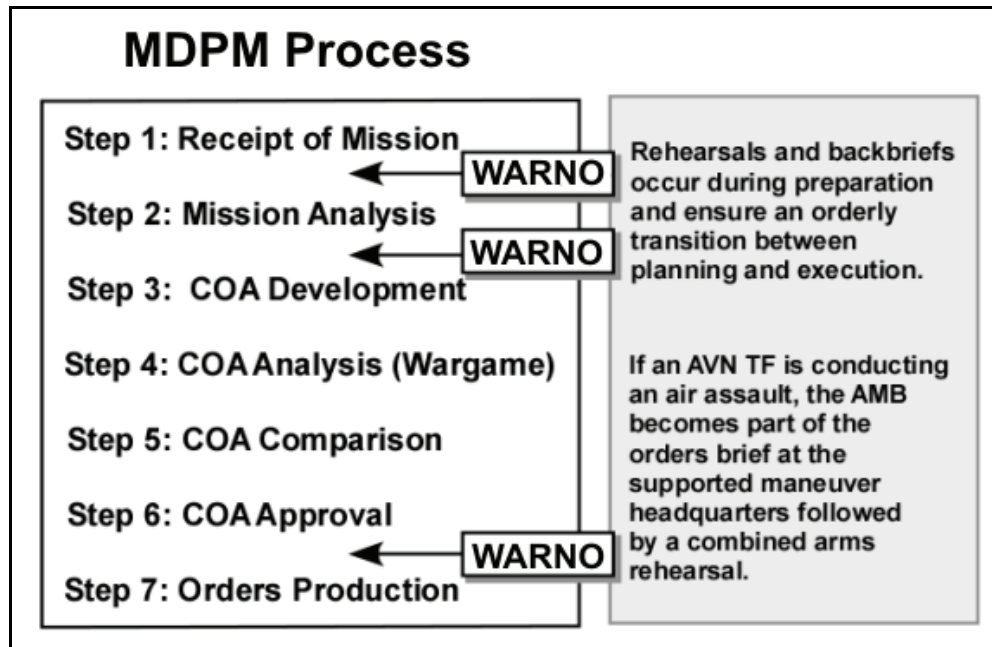 MDPM Process
Step 1: Receipt of Mission
WARNO
Step 2: Mission Analysis
WARNO
Step 3: COA Development
Step 4: COA Analysis (Wargame)
Step 5: COA Comparison
Step 6: COA Approval
WARNO
Step 7: Orders Production
Rehearsals and backbriefs
occur during preparation
and ensure an orderly
transition between
planning and execution.
If an AVN TF is conducting
an air assault, the AMB
becomes part of the
orders brief at the
supported maneuver
headquarters followed
by a combined arms
rehearsal.